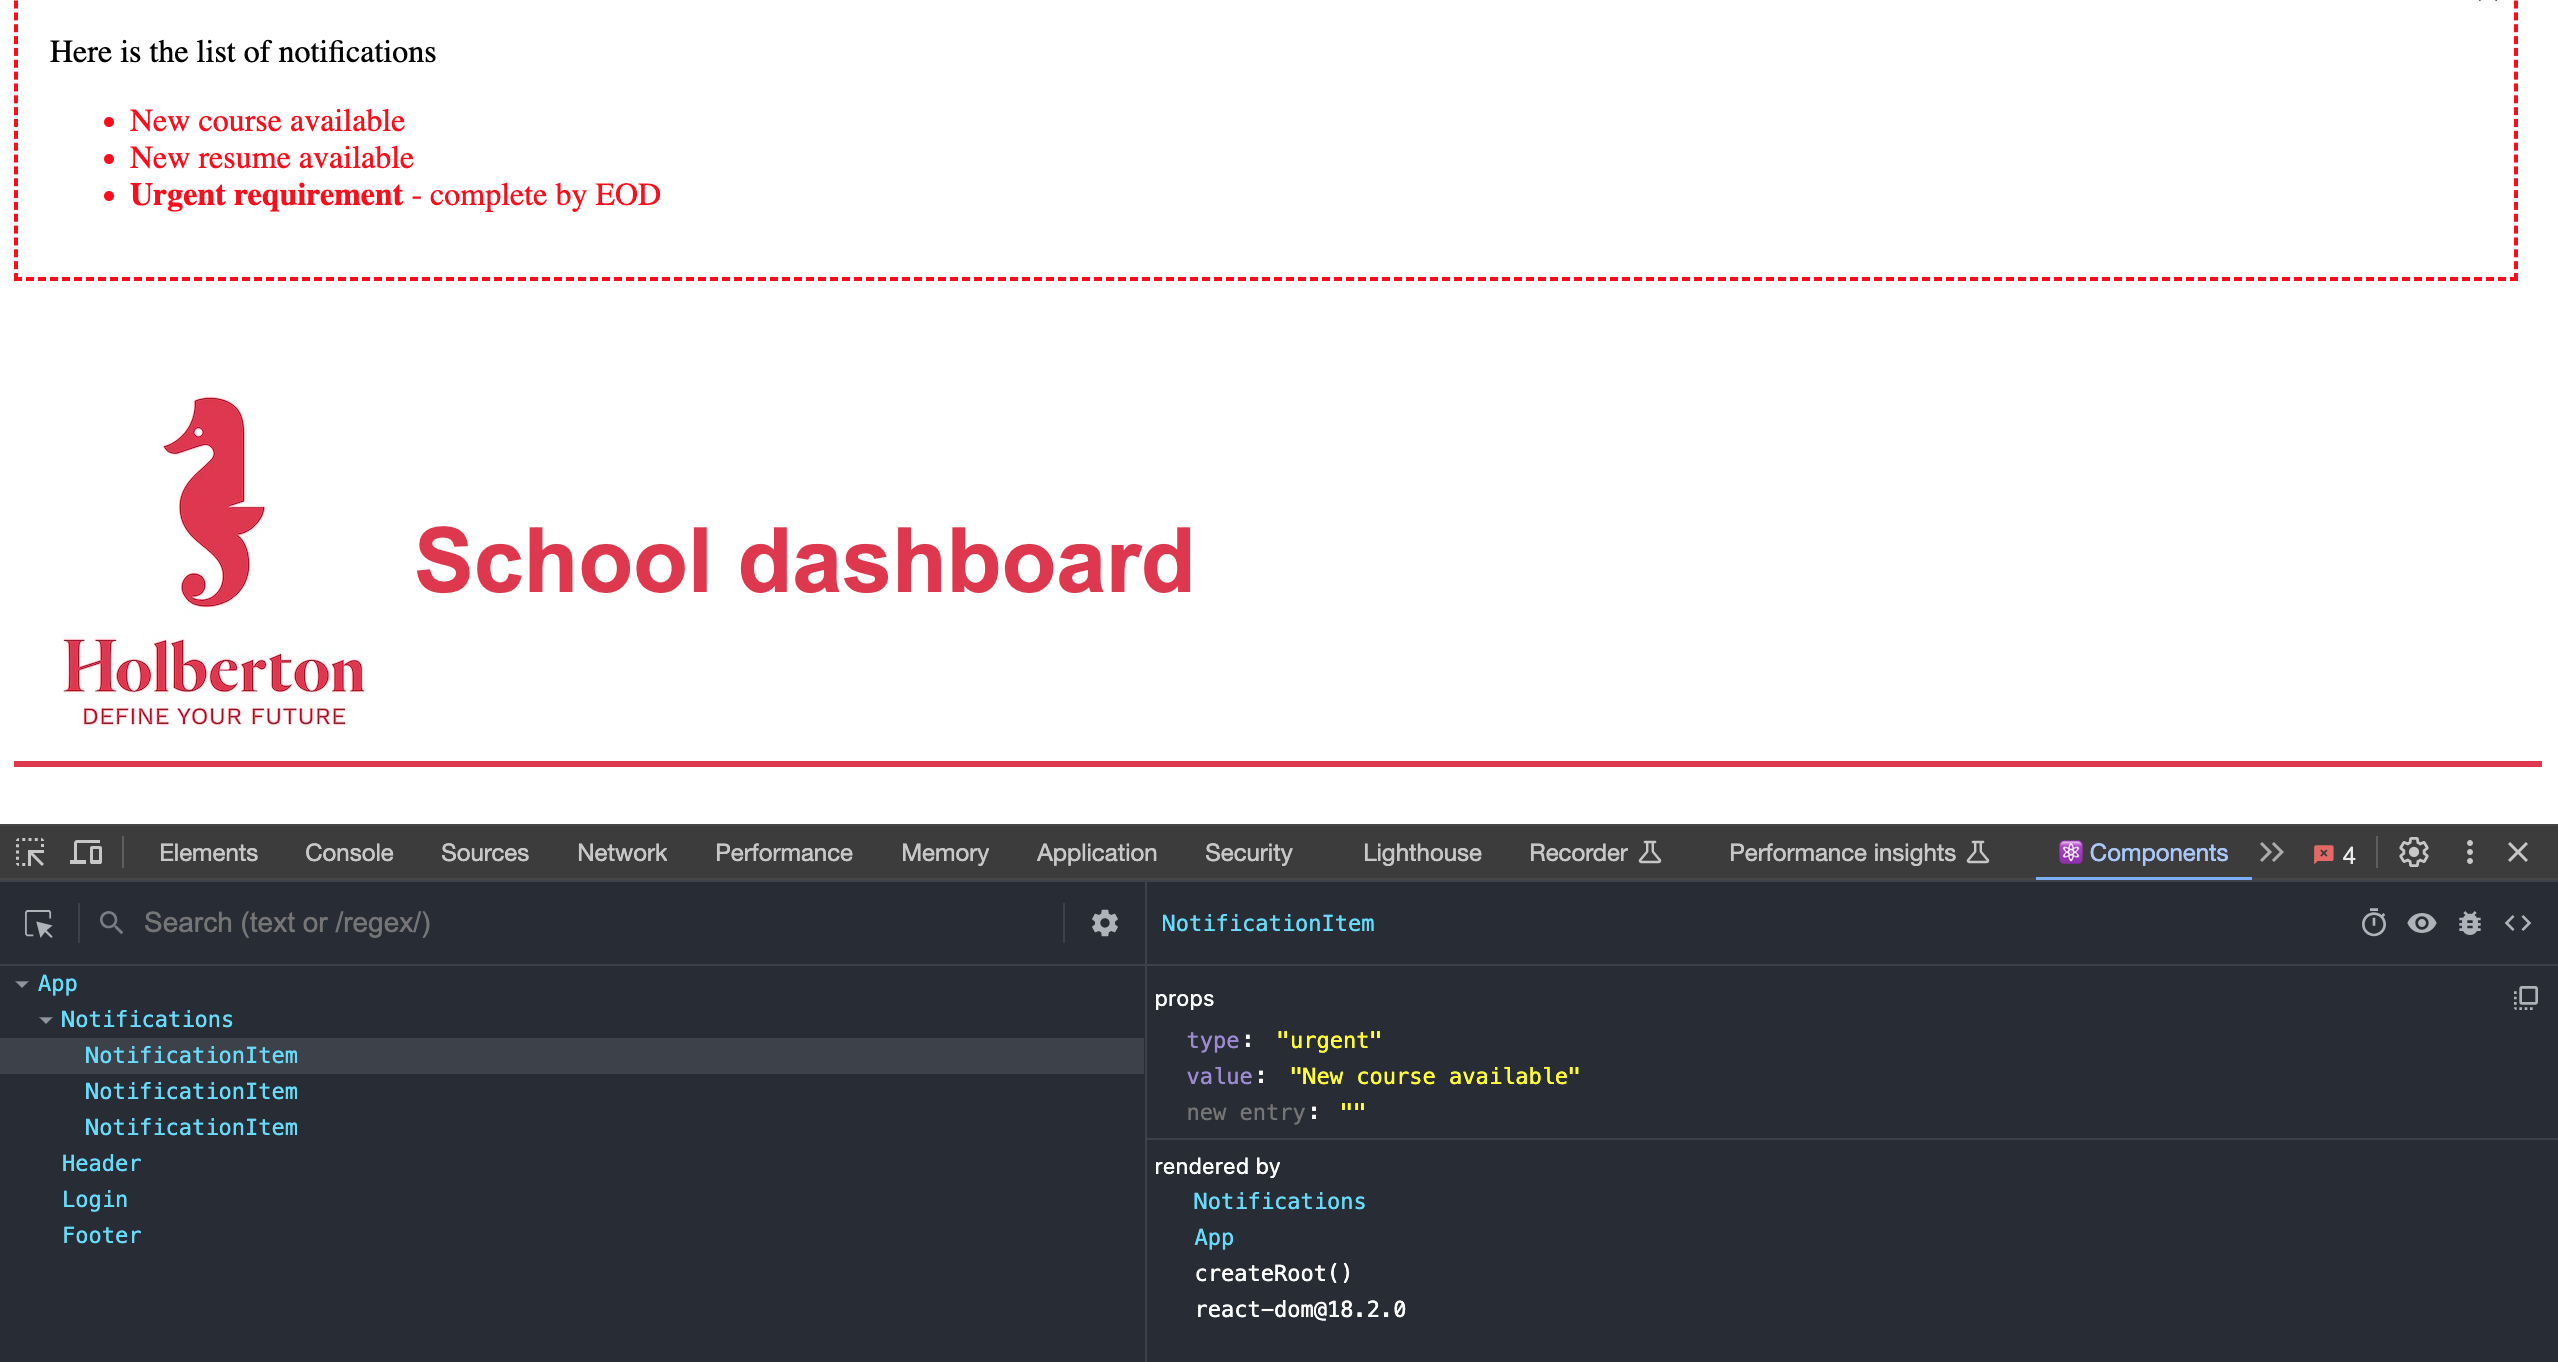 Here is the list of notifications
• New course available
• New resume available
• Urgent requirement - complete by EOD
School dashboard
Holberton
DEFINE YOUR FUTURE
Elements Console Sources Network Performance Memory Application Security Lighthouse Recorder Performance insights Components 4
Search (text or /regex/)
NotificationItem
App
Notifications
NotificationItem
NotificationItem
NotificationItem
Header
Login
Footer
props
type: "urgent"
value: "New course available"
new entry: ""
rendered by
Notifications
App
createRoot()
react-dom@18.2.0